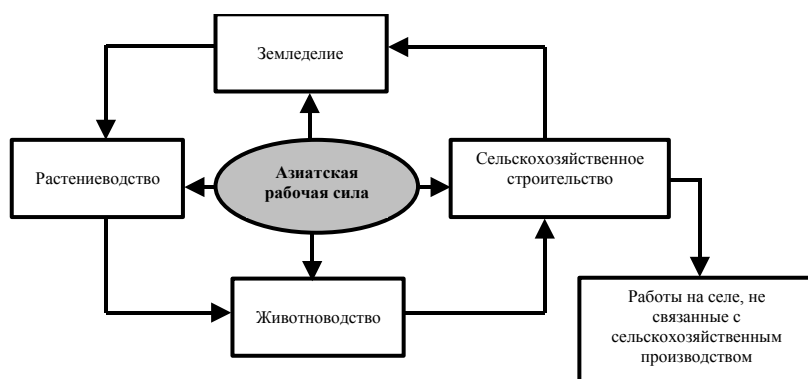 Земледелие
Растениеводство
Азиатская
рабочая сила
Сельскохозяйственное
строительство
Животноводство
Работы на селе, не
связанные с
сельскохозяйственным
производством